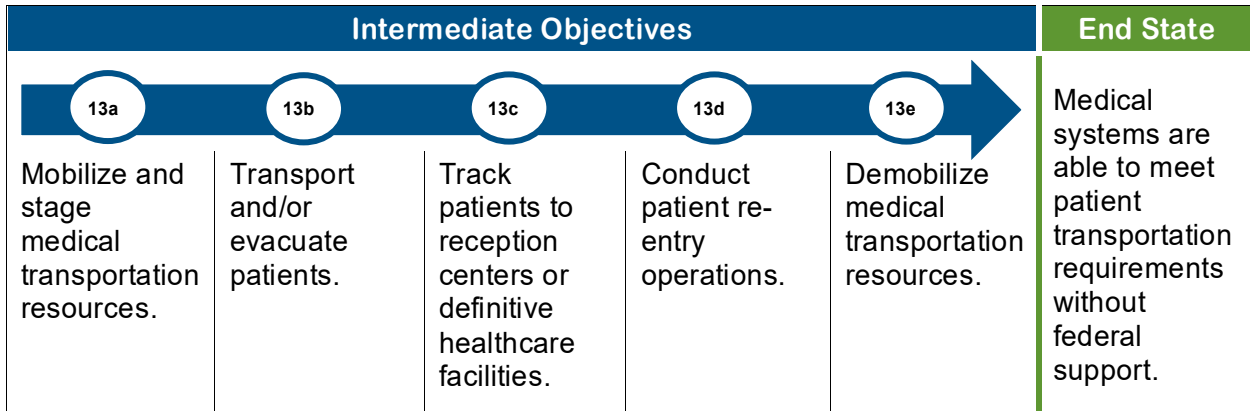 Intermediate Objectives
End State
13a
13b
13c
13d
13e
Mobilize and
stage
medical
transportation
resources.
Transport
and/or
evacuate
patients.
Track
patients to
reception
centers or
definitive
healthcare
facilities.
Conduct
patient re-
entry
operations.
Demobilize
medical
transportation
resources.
Medical
systems are
able to meet
patient
transportation
requirements
without
federal
support.